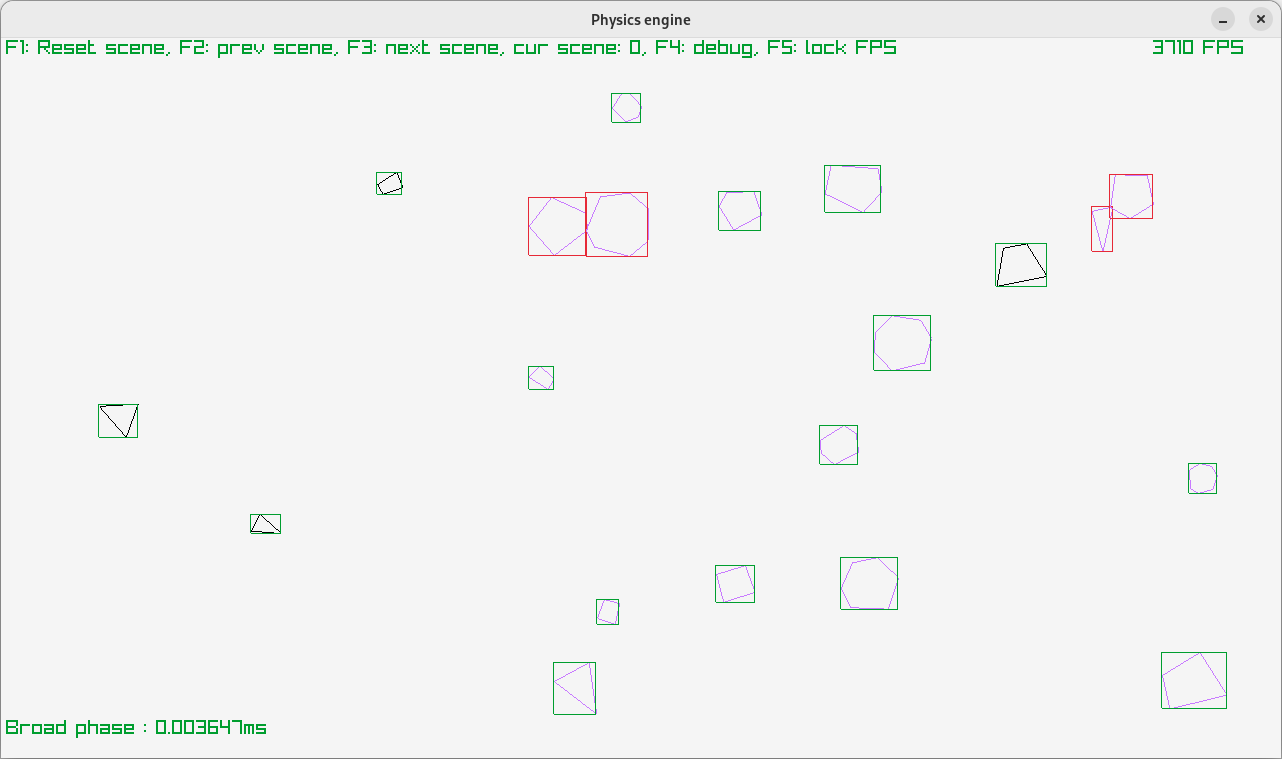 Physics engine
F1: Reset scene, F2: prev scene, F3: next scene, cur scene: 0, F4: debug, F5: lock FPS
3710 FPS
Broad phase : 0.003647ms